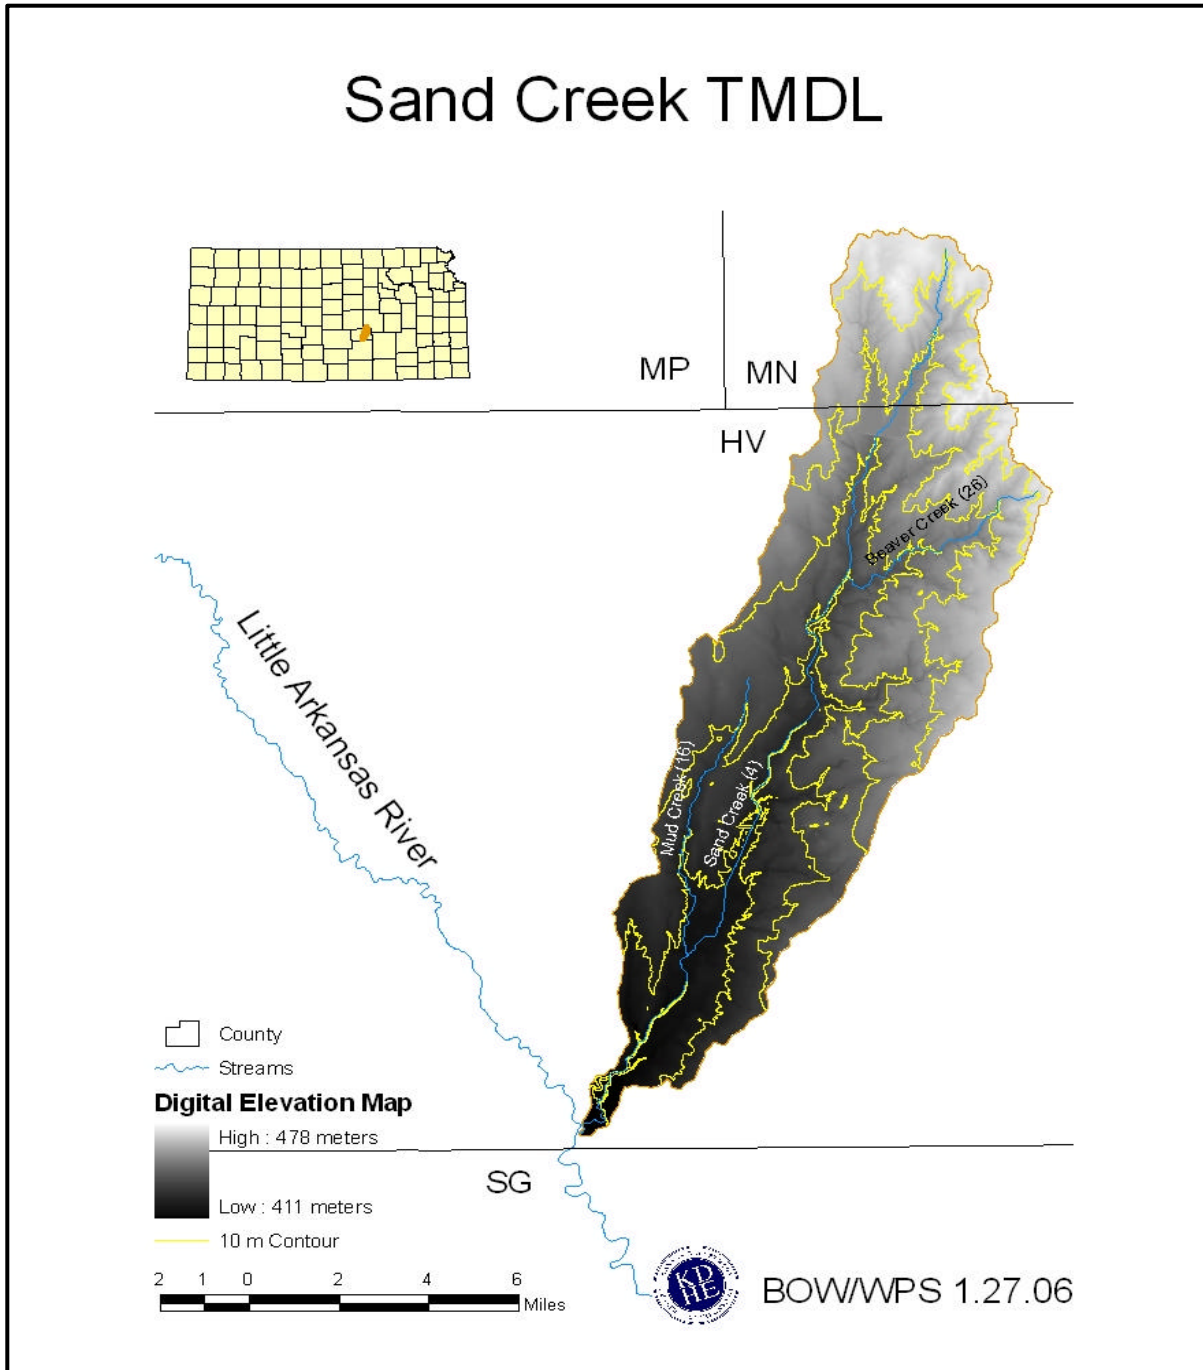 Sand Creek TMDL
MP
MN
HV
Beaver Creek (26)
Little Arkansas River
Mud Creek (16)
Sand Creek (4)
County
Streams
Digital Elevation Map
High : 478 meters
Low : 411 meters
10 m Contour
SG
2 1 0 2 4 6
Miles
KD
HE
BOW/WPS 1.27.06